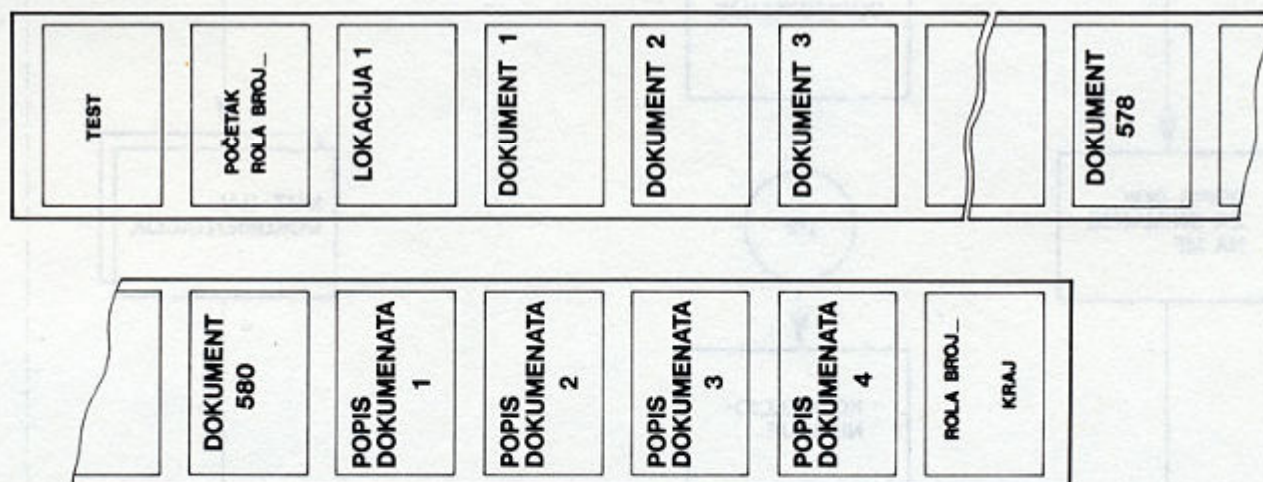 TEST
POČETAK
ROLA BROJ_
LOKACIJA 1
DOKUMENT 1
DOKUMENT 2
DOKUMENT 3
DOKUMENT
578
DOKUMENT
580
POPIS
DOKUMENATA
1
POPIS
DOKUMENATA
2
POPIS
DOKUMENATA
3
POPIS
DOKUMENATA
4
ROLA BROJ_
KRAJ